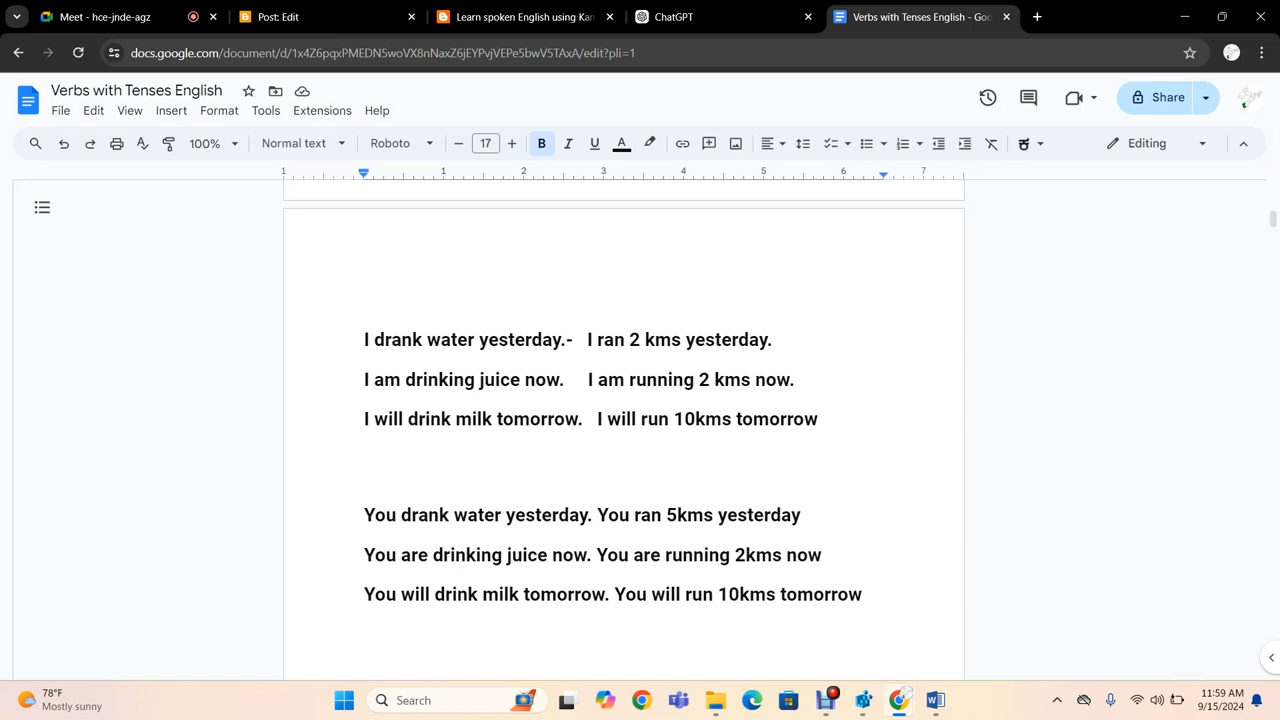 Meet - hce-jnde-agz
Post: Edit
Learn spoken English using Kan
ChatGPT
Verbs with Tenses English - Goo
docs.google.com/document/d/1x4Z6pqxPMEDN5woVX8nNaxZ6jEYPvjVEPe5bwV5TAxA/edit?pli=1
Verbs with Tenses English
File Edit View Insert Format Tools Extensions Help
Share
100% Normal text Roboto 17 B I U A Editing
1 1 2 3 4 5 6 7
I drank water yesterday.- I ran 2 kms yesterday.
I am drinking juice now. I am running 2 kms now.
I will drink milk tomorrow. I will run 10kms tomorrow
You drank water yesterday. You ran 5kms yesterday
You are drinking juice now. You are running 2kms now
You will drink milk tomorrow. You will run 10kms tomorrow
78°F
Mostly sunny
Search
11:59 AM
9/15/2024